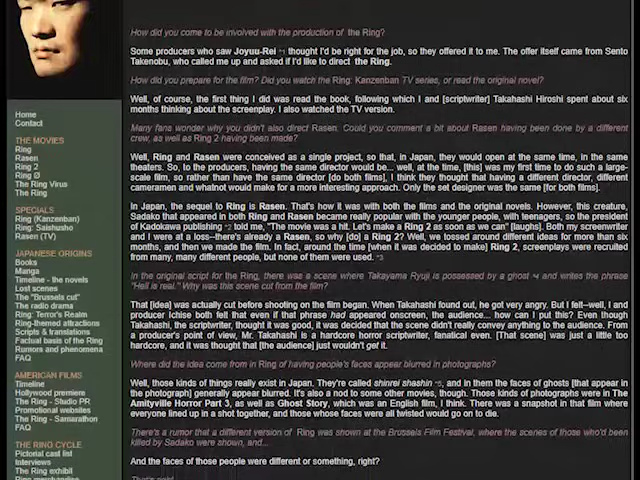 How did you come to be involved with the production of the Ring?
Some producers who saw Joyuu-Rei *1 thought I'd be right for the job, so they offered it to me. The offer itself came from Sento
Takenobu, who called me up and asked if I'd like to direct the Ring.
How did you prepare for the film? Did you watch the Ring: Kanzenban TV series, or read the original novel?
Well, of course, the first thing I did was read the book, following which I and [scriptwriter] Takahashi Hiroshi spent about six
months thinking about the screenplay. I also watched the TV version.
Many fans wonder why you didn't also direct Rasen. Could you comment a bit about Rasen having been done by a different
crew, as well as Ring 2 having been made?
Well, Ring and Rasen were conceived as a single project, so that, in Japan, they would open at the same time, in the same
theaters. So, to the producers, having the same director would be... well, at the time, [this] was my first time to do such a large-
scale film, so rather than have the same director [do both films], I think they thought that having a different director, different
cameramen and whatnot would make for a more interesting approach. Only the set designer was the same [for both films].
In Japan, the sequel to Ring is Rasen. That's how it was with both the films and the original novels. However, this creature,
Sadako that appeared in both Ring and Rasen became really popular with the younger people, with teenagers, so the president
of Kadokawa publishing *2 told me, "The movie was a hit. Let's make a Ring 2 as soon as we can" [laughs]. Both my screenwriter
and I were at a loss--there's already a Rasen, so why [do] a Ring 2? Well, we tossed around different ideas for more than six
months, and then we made the film. In fact, around the time [when it was decided to make] Ring 2, screenplays were recruited
from many, many different people, but none of them were used. *3
In the original script for the Ring, there was a scene where Takayama Ryuji is possessed by a ghost *4 and writes the phrase
"Hell is real." Why was this scene cut from the film?
That [idea] was actually cut before shooting on the film began. When Takahashi found out, he got very angry. But I felt--well, I and
producer Ichise both felt that even if that phrase had appeared onscreen, the audience... how can I put this? Even though
Takahashi, the scriptwriter, thought it was good, it was decided that the scene didn't really convey anything to the audience. From
a producer's point of view, Mr. Takahashi is a hardcore horror scriptwriter, fanatical even. [That scene] was just a little too
hardcore, and it was thought that [the audience] just wouldn't get it.
Where did the idea come from in Ring of having people's faces appear blurred in photographs?
Well, those kinds of things really exist in Japan. They're called shinrei shashin *5, and in them the faces of ghosts [that appear in
the photograph] generally appear blurred. It's also a nod to some other movies, though. Those kinds of photographs were in The
Amityville Horror Part 3, as well as Ghost Story, which was an English film, I think. There was a snapshot in that film where
everyone lined up in a shot together, and those whose faces were all twisted would go on to die.
There's a rumor that a different version of Ring was shown at the Brussels Film Festival, where the scenes of those who'd been
killed by Sadako were shown, and...
And the faces of those people were different or something, right?
Home
Contact
THE MOVIES
Ring
Rasen
Ring 2
Ring Ø
The Ring Virus
The Ring
SPECIALS
Ring (Kanzenban)
Ring: Saishusho
Rasen (TV)
JAPANESE ORIGINS
Books
Manga
Timeline - the novels
Lost scenes
The "Brussels cut"
The radio drama
Ring: Terror's Realm
Ring-themed attractions
Scripts & translations
Factual basis of the Ring
Rumors and phenomena
FAQ
AMERICAN FILMS
Timeline
Hollywood premiere
The Ring - Studio PR
Promotional websites
The Ring - Samarathon
FAQ
THE RING CYCLE
Pictorial cast list
Interviews
The Ring exhibit